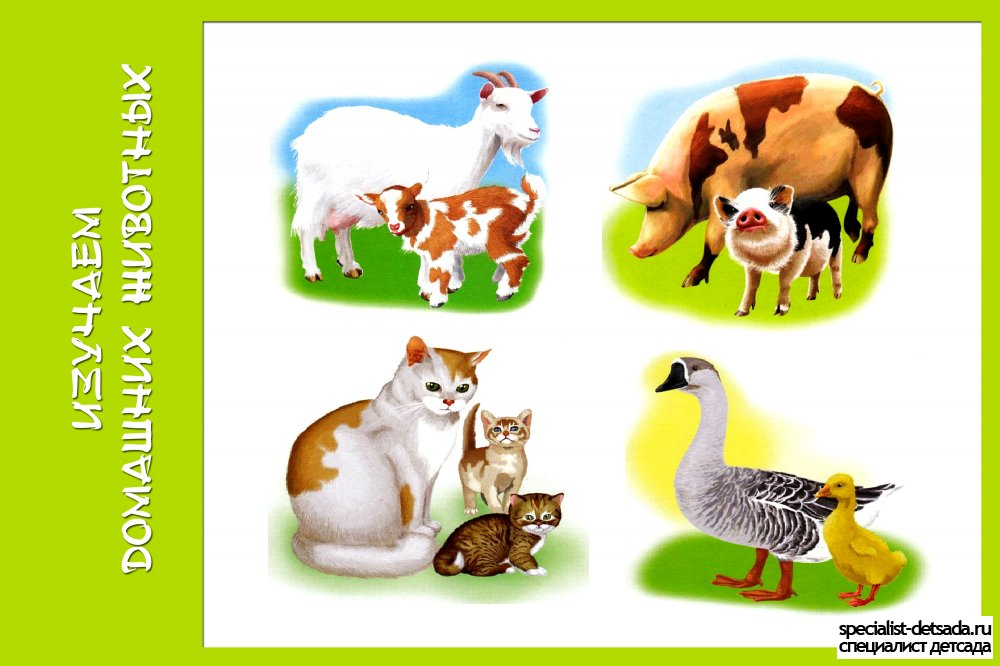 ИЗУЧАЕМ
ДОМАШНИХ ЖИВОТНЫХ
specialist-detsada.ru
специалист детсада